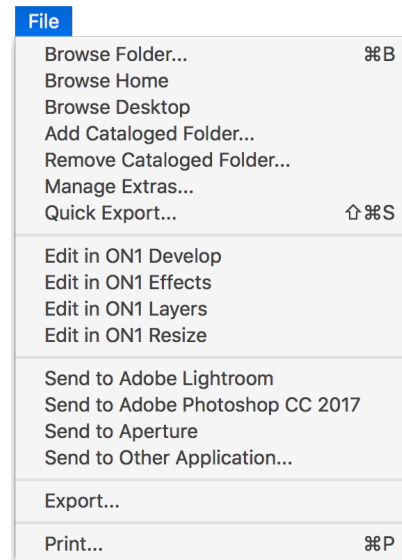 File
Browse Folder... ⌘B
Browse Home
Browse Desktop
Add Cataloged Folder...
Remove Cataloged Folder...
Manage Extras...
Quick Export... ⇧⌘S
Edit in ON1 Develop
Edit in ON1 Effects
Edit in ON1 Layers
Edit in ON1 Resize
Send to Adobe Lightroom
Send to Adobe Photoshop CC 2017
Send to Aperture
Send to Other Application...
Export...
Print... ⌘P